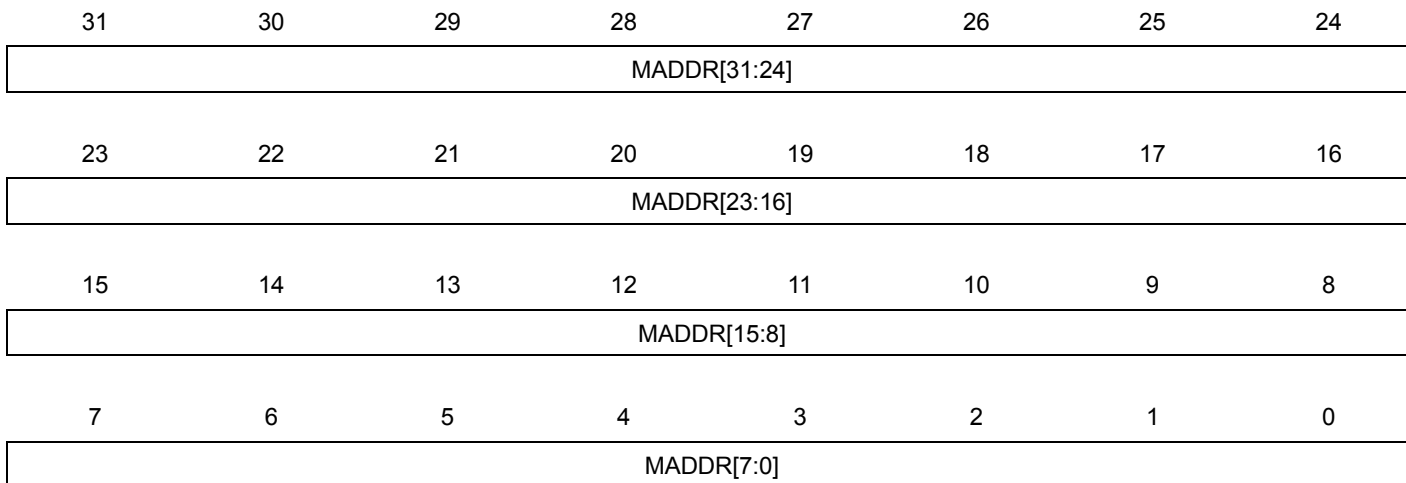 31 30 29 28 27 26 25 24
MADDR[31:24]
23 22 21 20 19 18 17 16
MADDR[23:16]
15 14 13 12 11 10 9 8
MADDR[15:8]
7 6 5 4 3 2 1 0
MADDR[7:0]